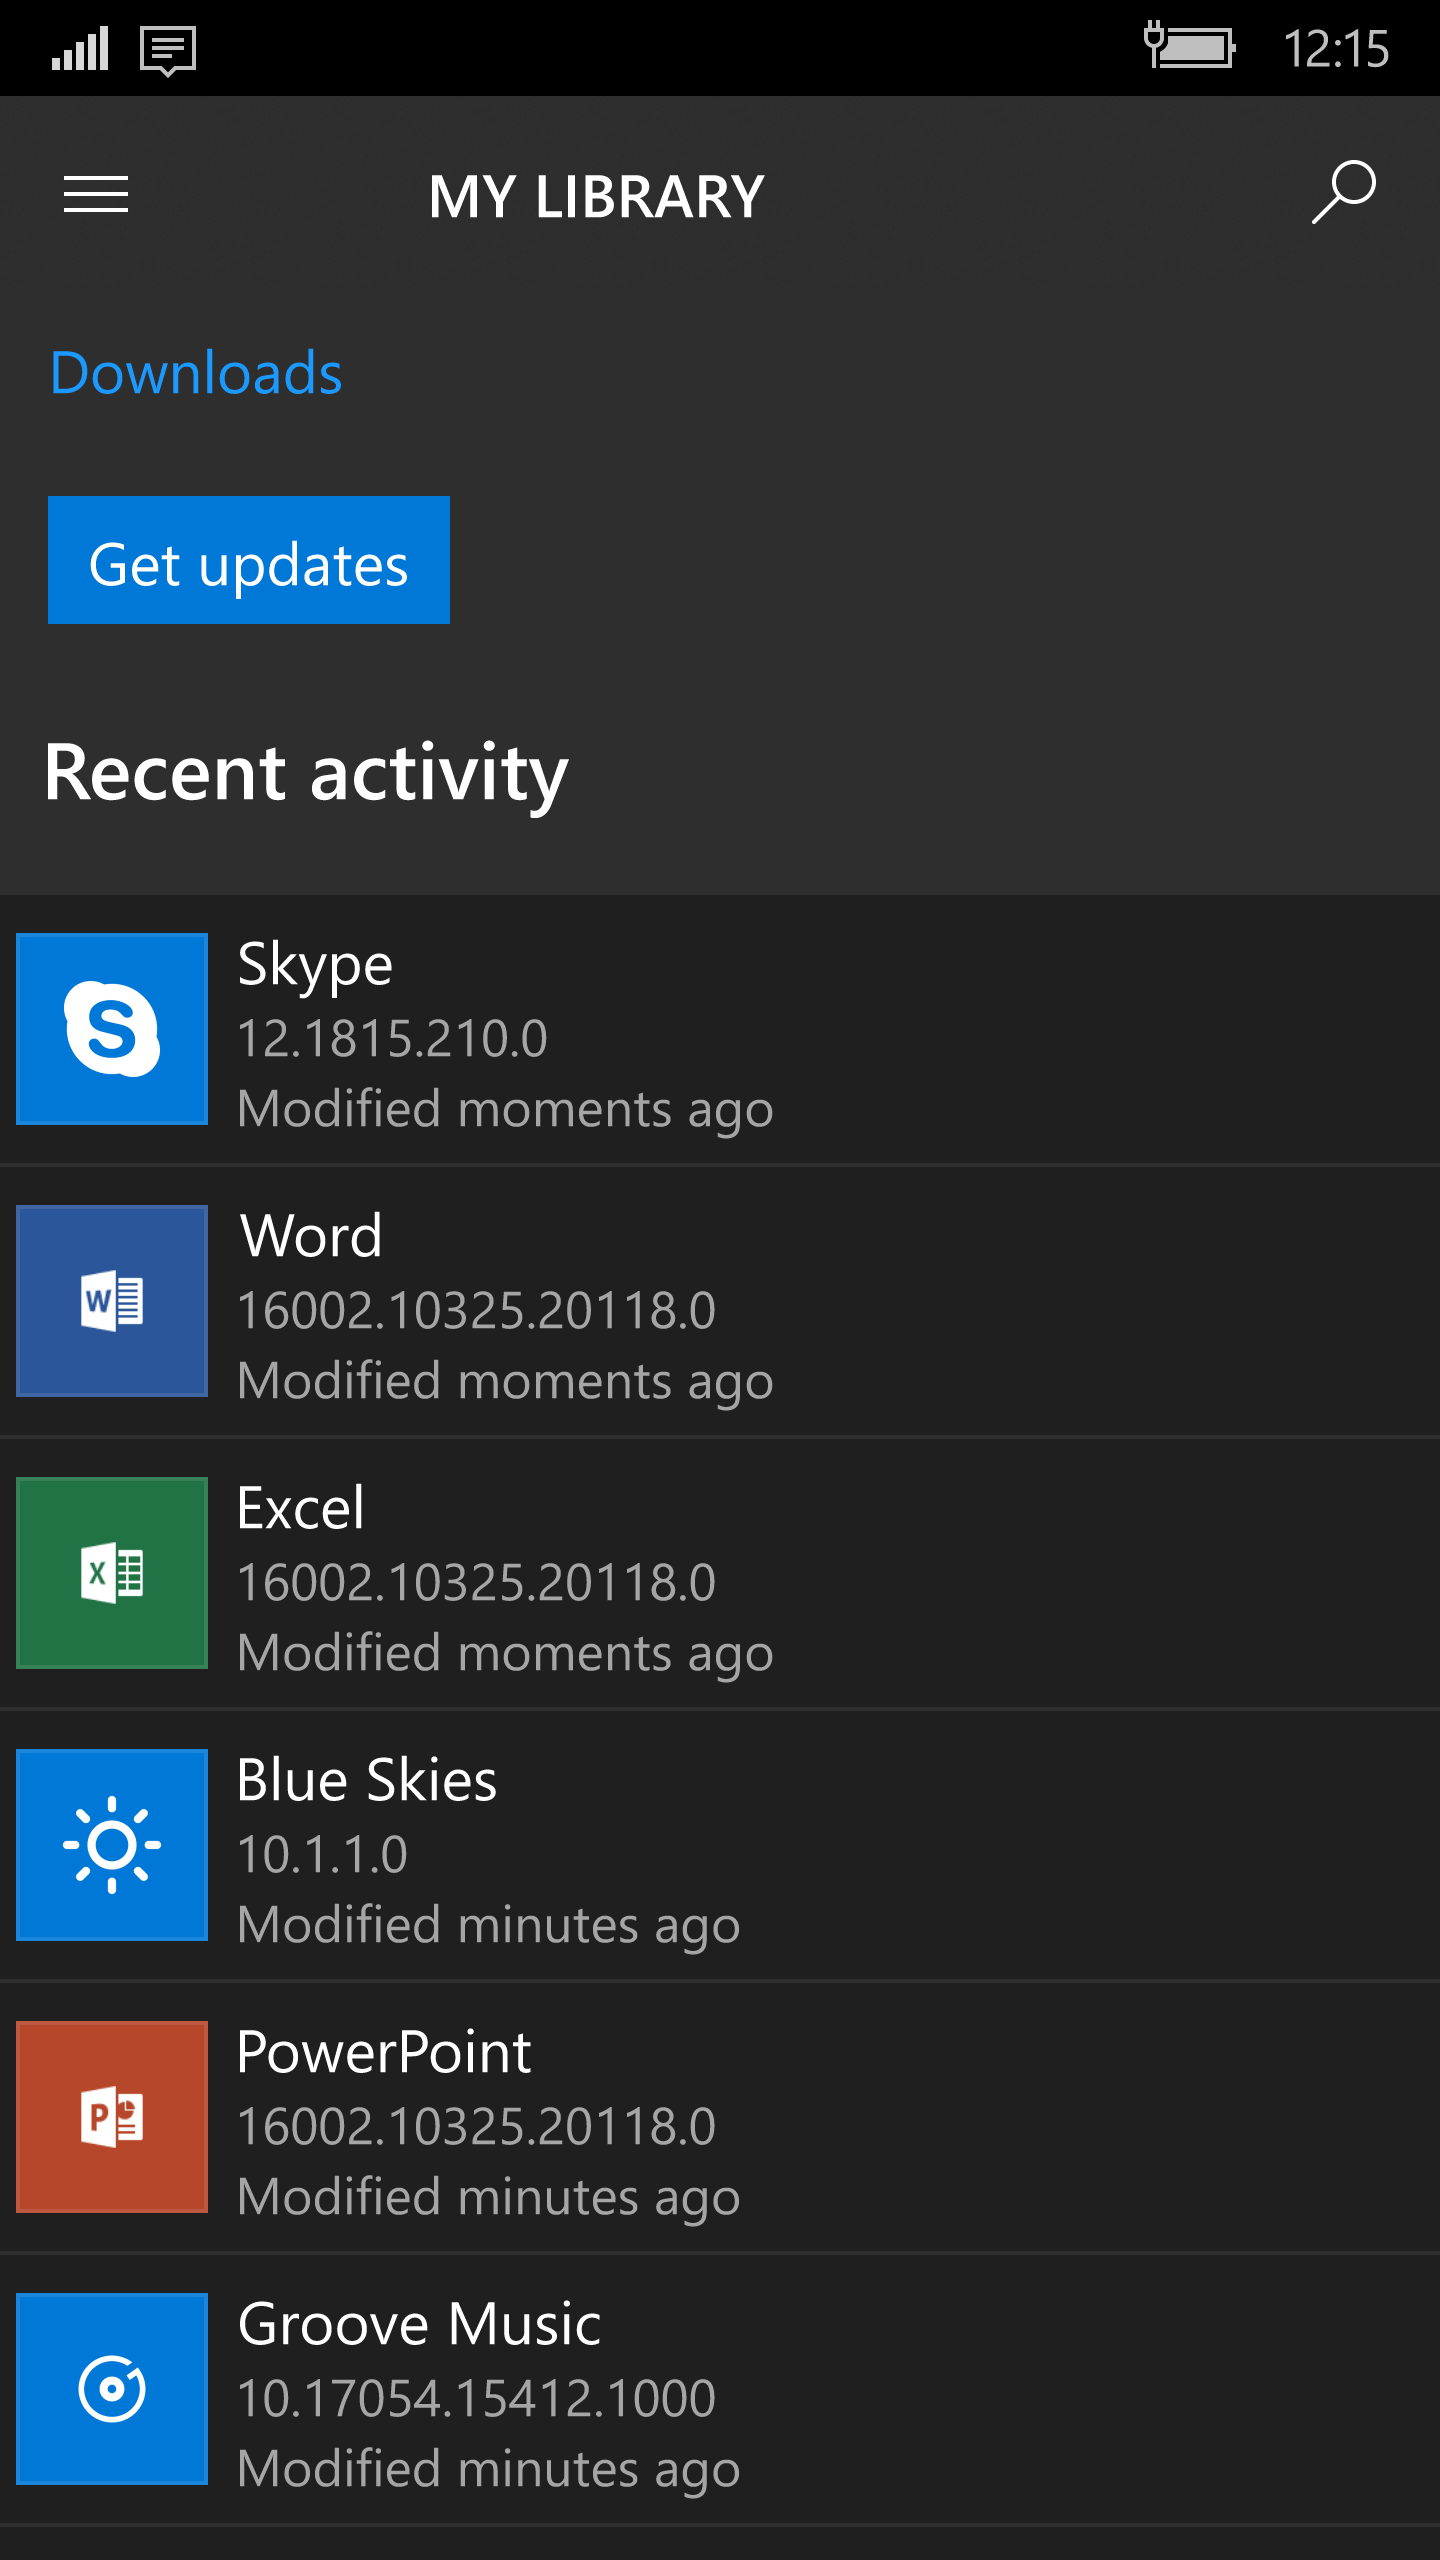 12:15
MY LIBRARY
Downloads
Get updates
Recent activity
Skype
12.1815.210.0
Modified moments ago
Word
16002.10325.20118.0
Modified moments ago
Excel
16002.10325.20118.0
Modified moments ago
Blue Skies
10.1.1.0
Modified minutes ago
PowerPoint
16002.10325.20118.0
Modified minutes ago
Groove Music
10.17054.15412.1000
Modified minutes ago